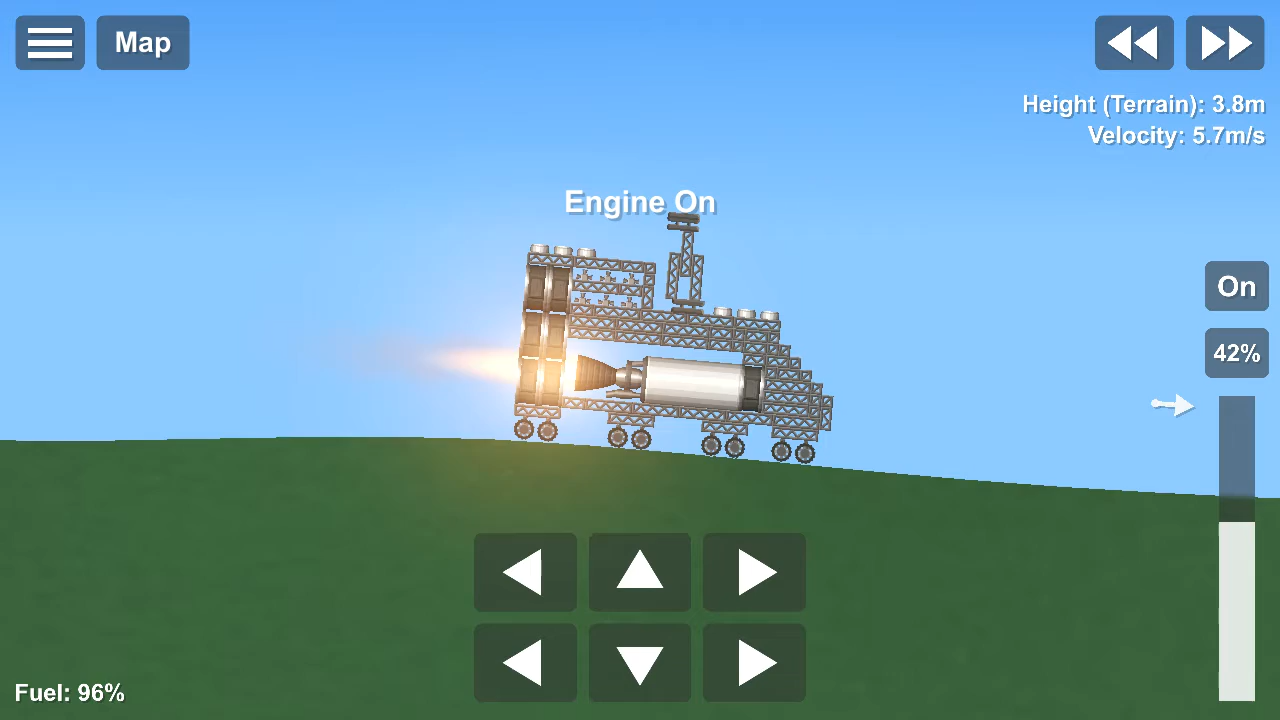 Map
Height (Terrain): 3.8m
Velocity: 5.7m/s
Engine On
On
42%
Fuel: 96%